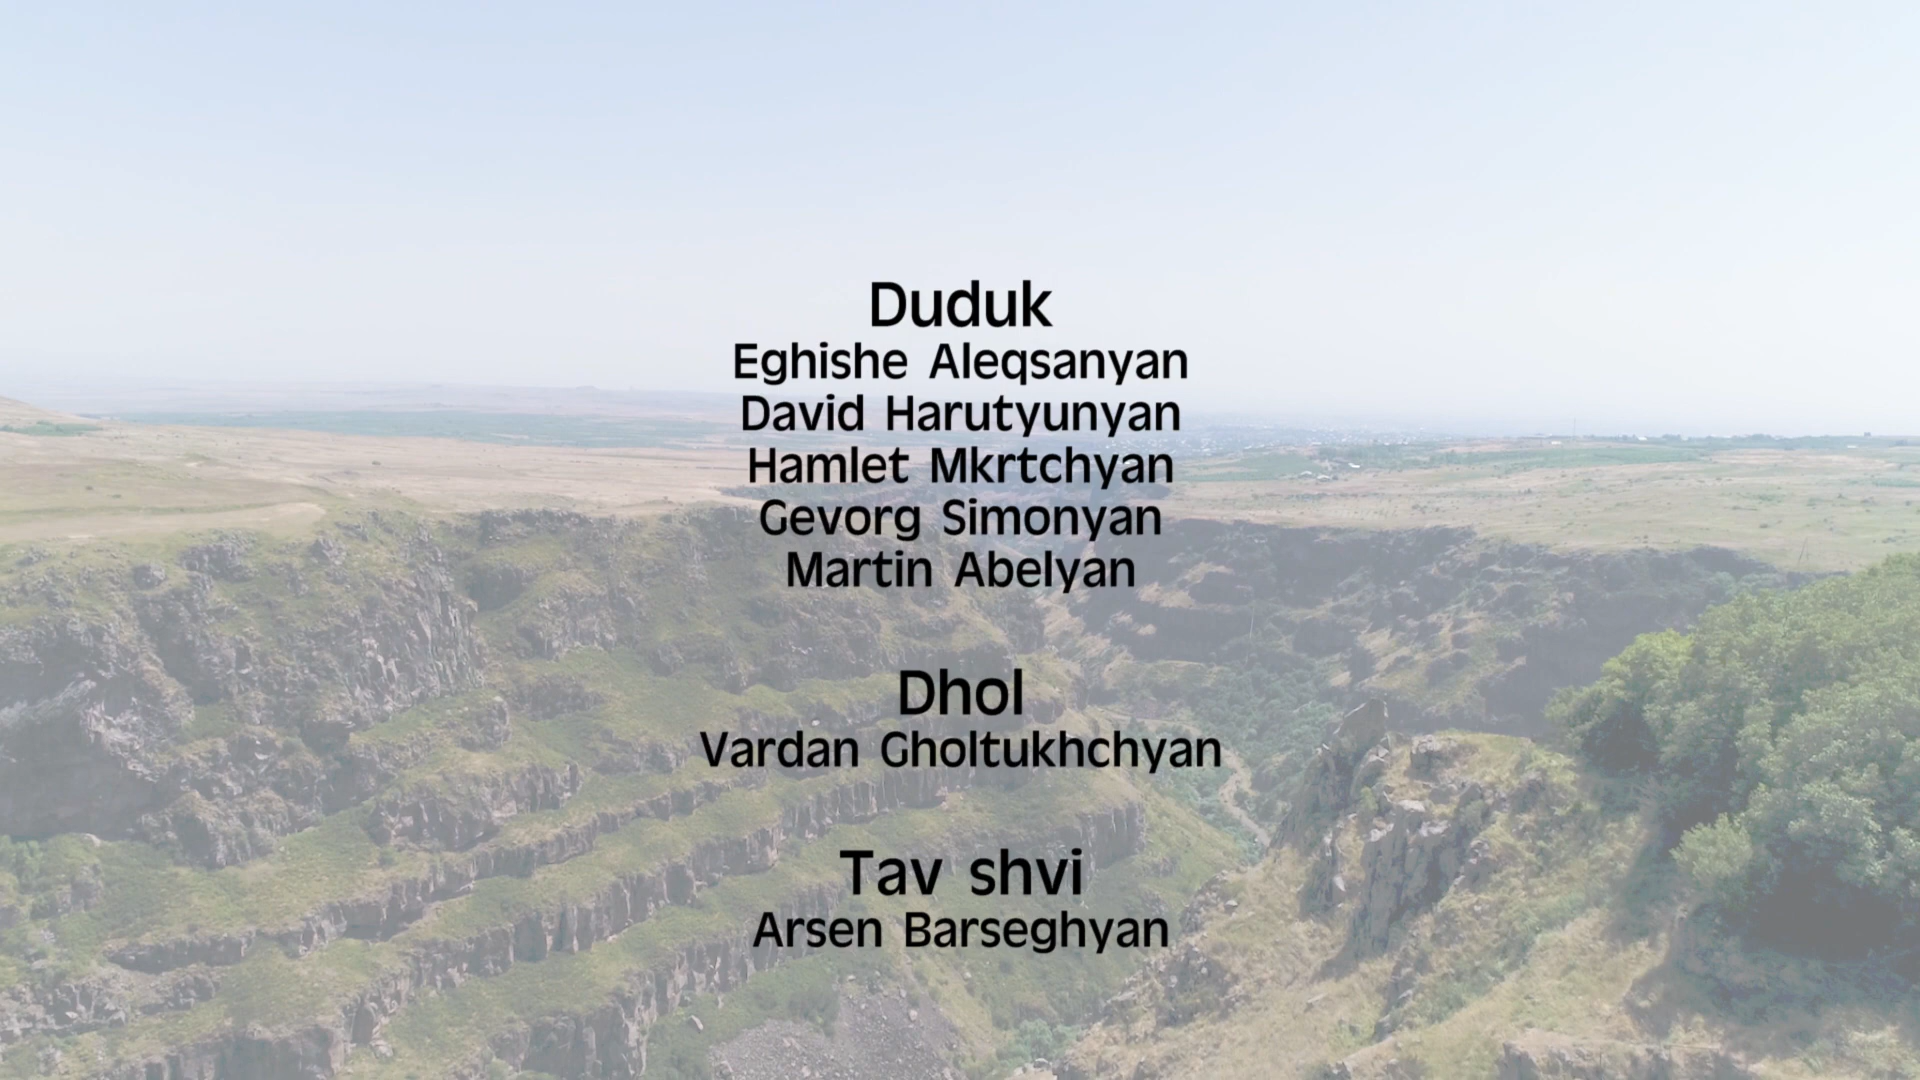 Duduk
Eghishe Aleqsanyan
David Harutyunyan
Hamlet Mkrtchyan
Gevorg Simonyan
Martin Abelyan
Dhol
Vardan Gholtukhchyan
Tav shvi
Arsen Barseghyan